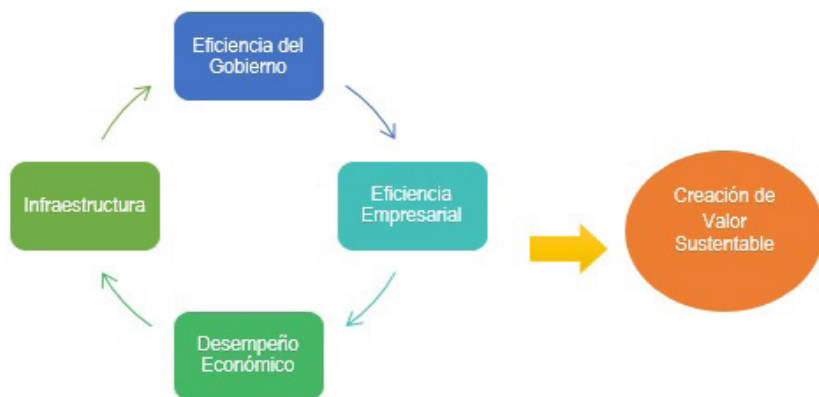 Eficiencia del
Gobierno
Infraestructura
Eficiencia
Empresarial
Creación de
Valor
Sustentable
Desempeño
Económico